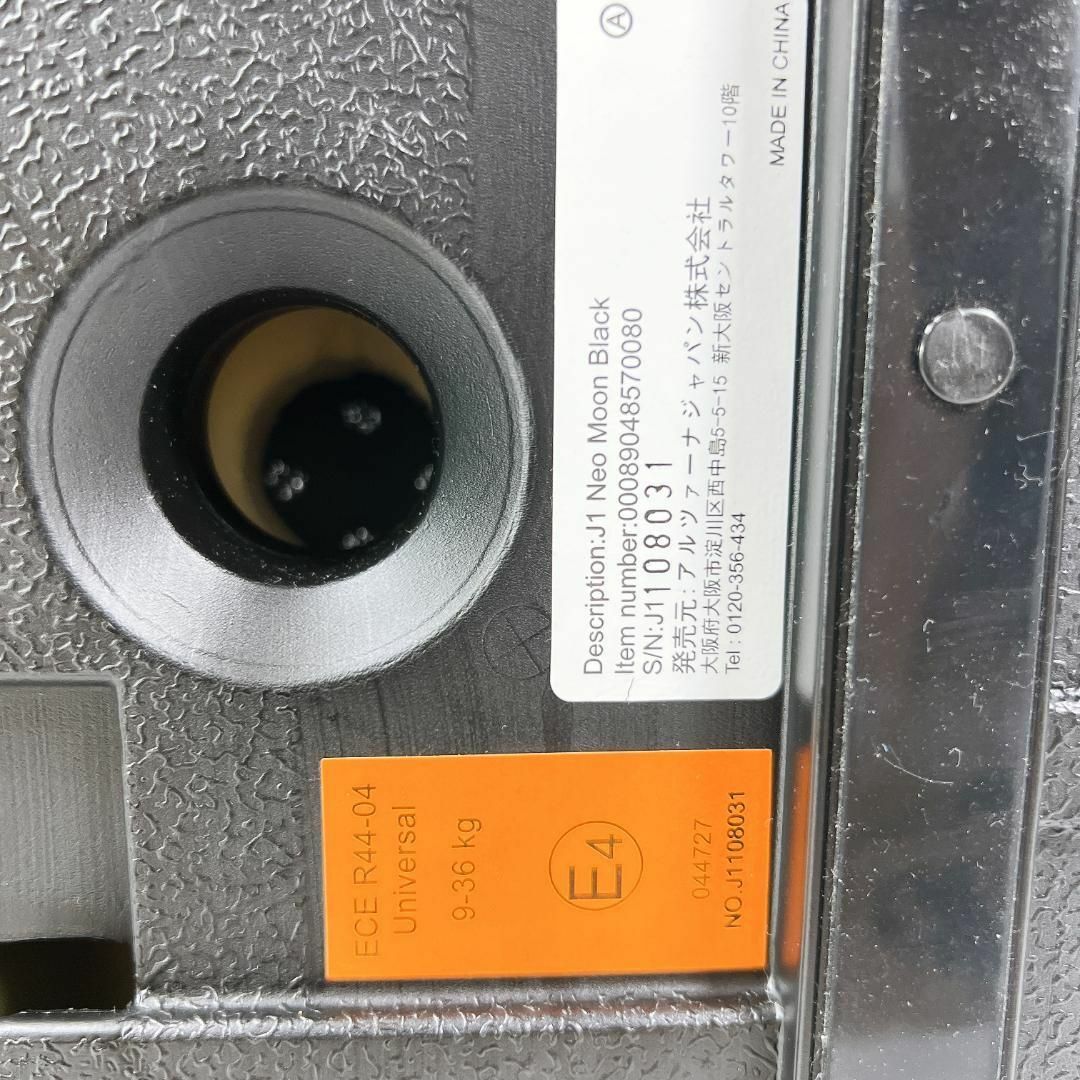 Description:J1 Neo Moon Black
Item number:00089048570080
S/N:J1108031
発売元:アルツァーナジャパン株式会社
大阪府大阪市淀川区西中島5-5-15 新大阪セントラルタワー10階
Tel : 0120-356-434
MADE IN CHINA
A
ECE R44-04
Universal
9-36 kg
E4
044727
NO.J1108031